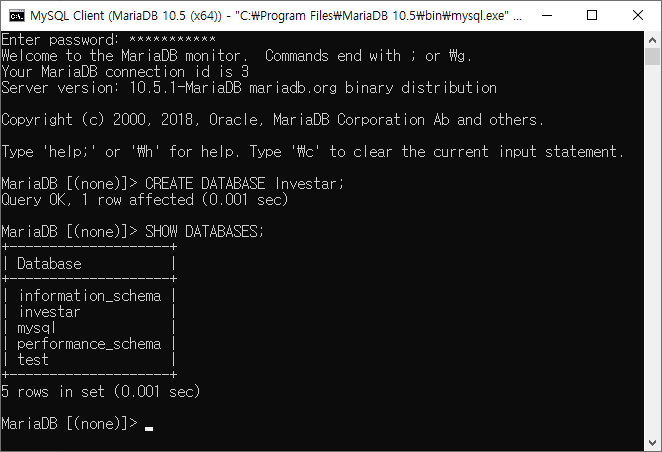 MySQL Client (MariaDB 10.5 (x64)) - "C:₩Program Files₩MariaDB 10.5₩bin₩mysql.exe" ...
Enter password: ***********
Welcome to the MariaDB monitor.  Commands end with ; or ₩g.
Your MariaDB connection id is 3
Server version: 10.5.1-MariaDB mariadb.org binary distribution
Copyright (c) 2000, 2018, Oracle, MariaDB Corporation Ab and others.
Type 'help;' or '₩h' for help. Type '₩c' to clear the current input statement.
MariaDB [(none)]> CREATE DATABASE Investar;
Query OK, 1 row affected (0.001 sec)
MariaDB [(none)]> SHOW DATABASES;
+--------------------+
| Database           |
+--------------------+
| information_schema |
| investar           |
| mysql              |
| performance_schema |
| test               |
+--------------------+
5 rows in set (0.001 sec)
MariaDB [(none)]> _